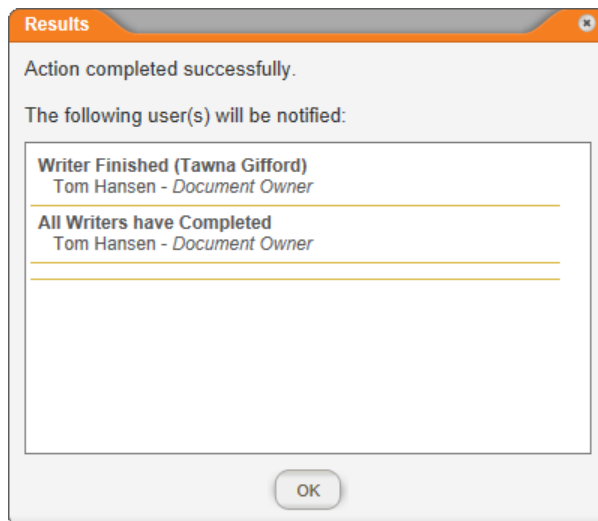 Results
Action completed successfully.
The following user(s) will be notified:
Writer Finished (Tawna Gifford)
Tom Hansen - Document Owner
All Writers have Completed
Tom Hansen - Document Owner
OK